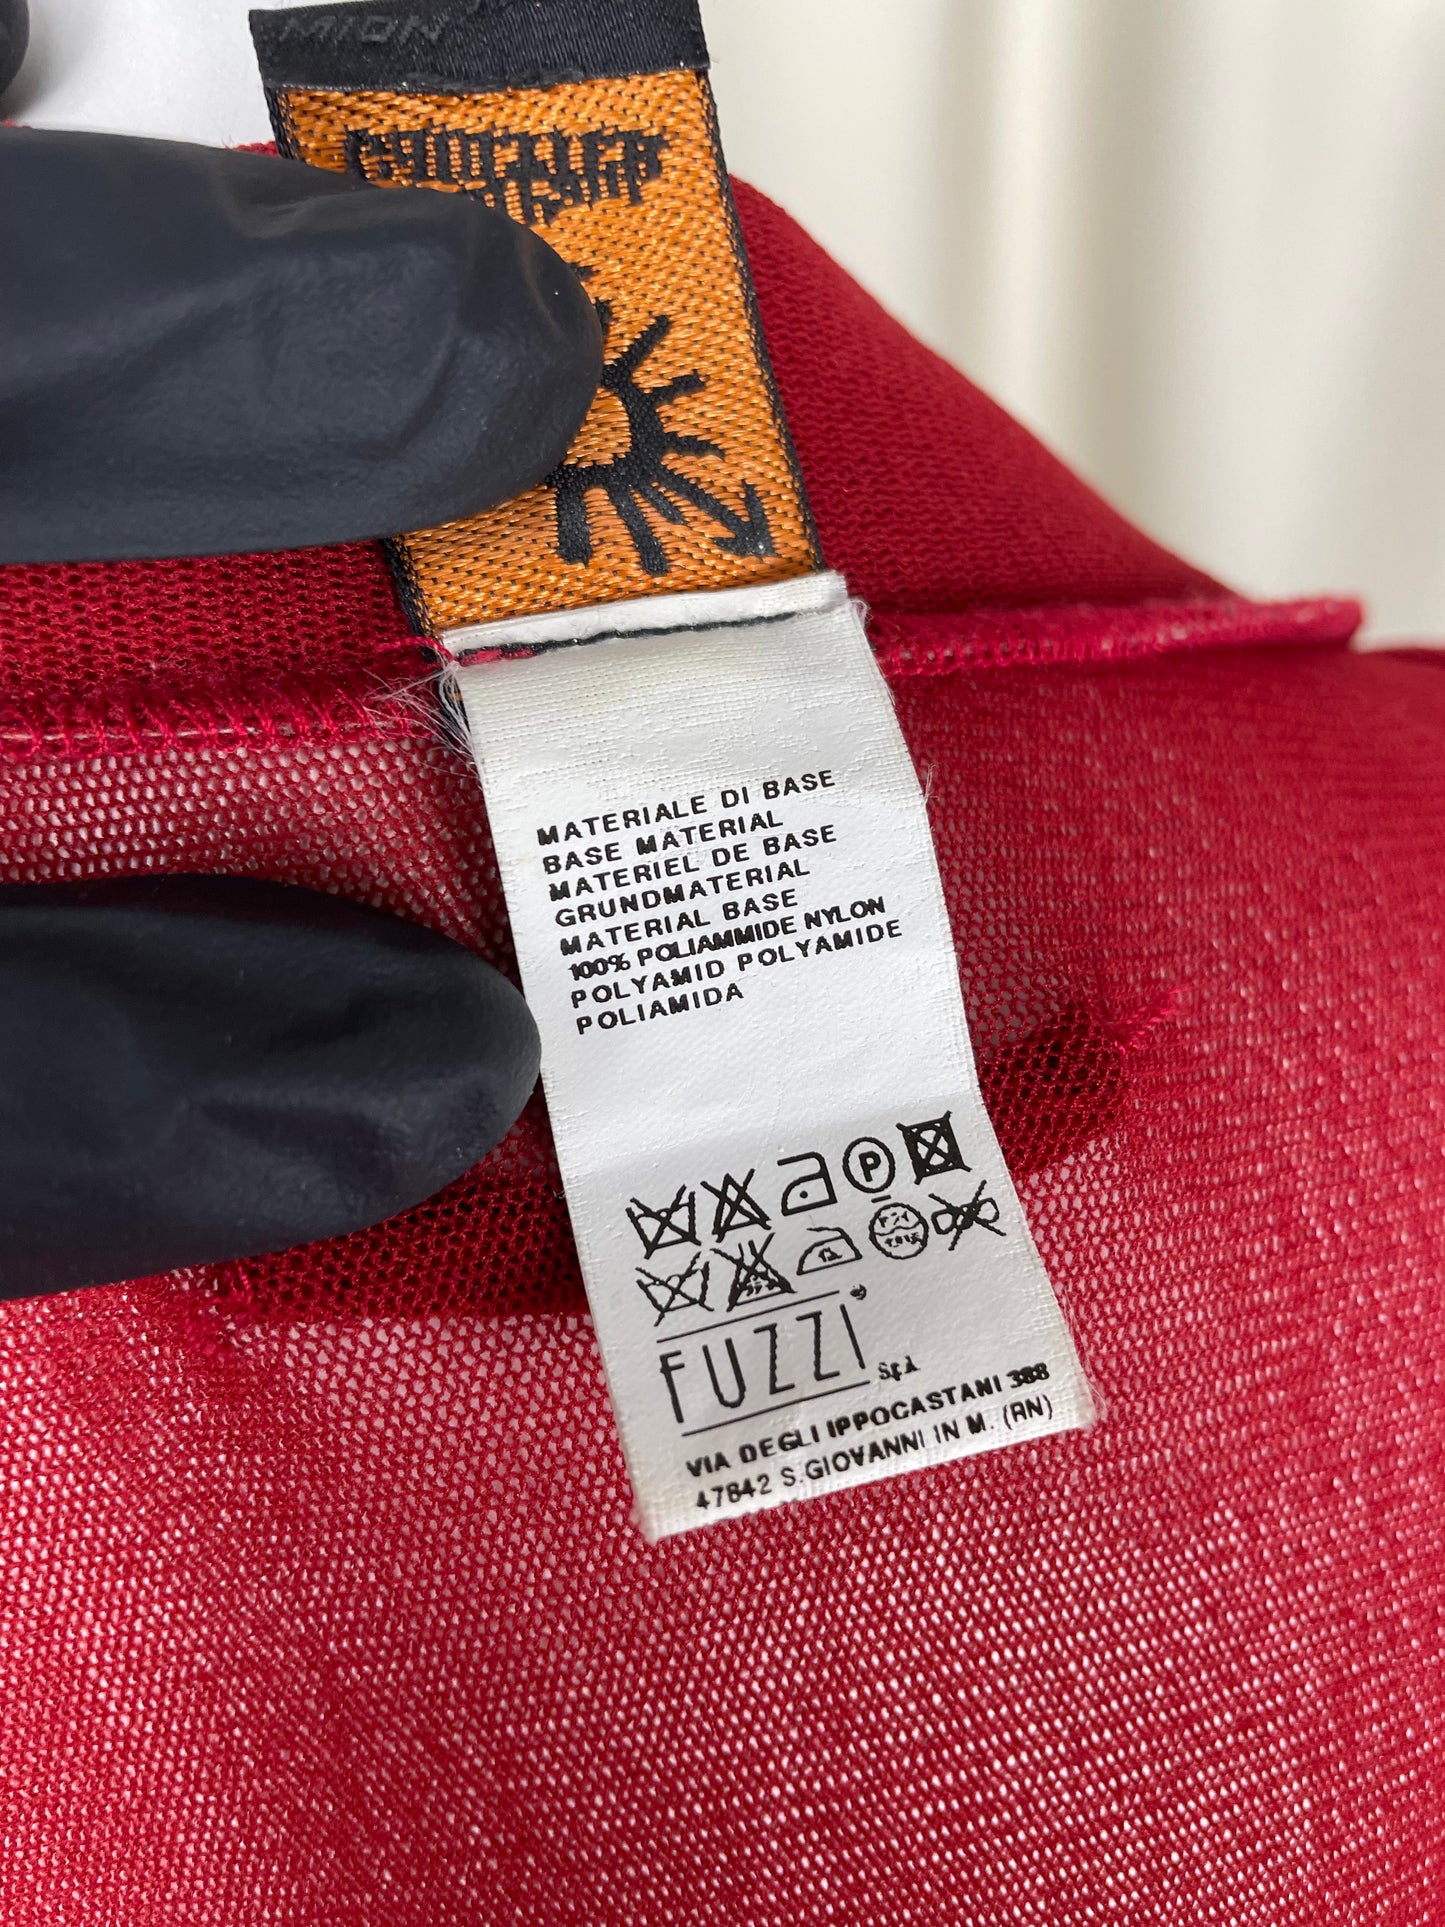 MATERIALE DI BASE
BASE MATERIAL
MATERIEL DE BASE
GRUNDMATERIAL
MATERIAL BASE
100% POLIAMMIDE NYLON
POLYAMID POLYAMIDE
POLIAMIDA
P
FUZZI
SpA
VIA DEGLI IPPOCASTANI 388
47842 S.GIOVANNI IN M. (RN)